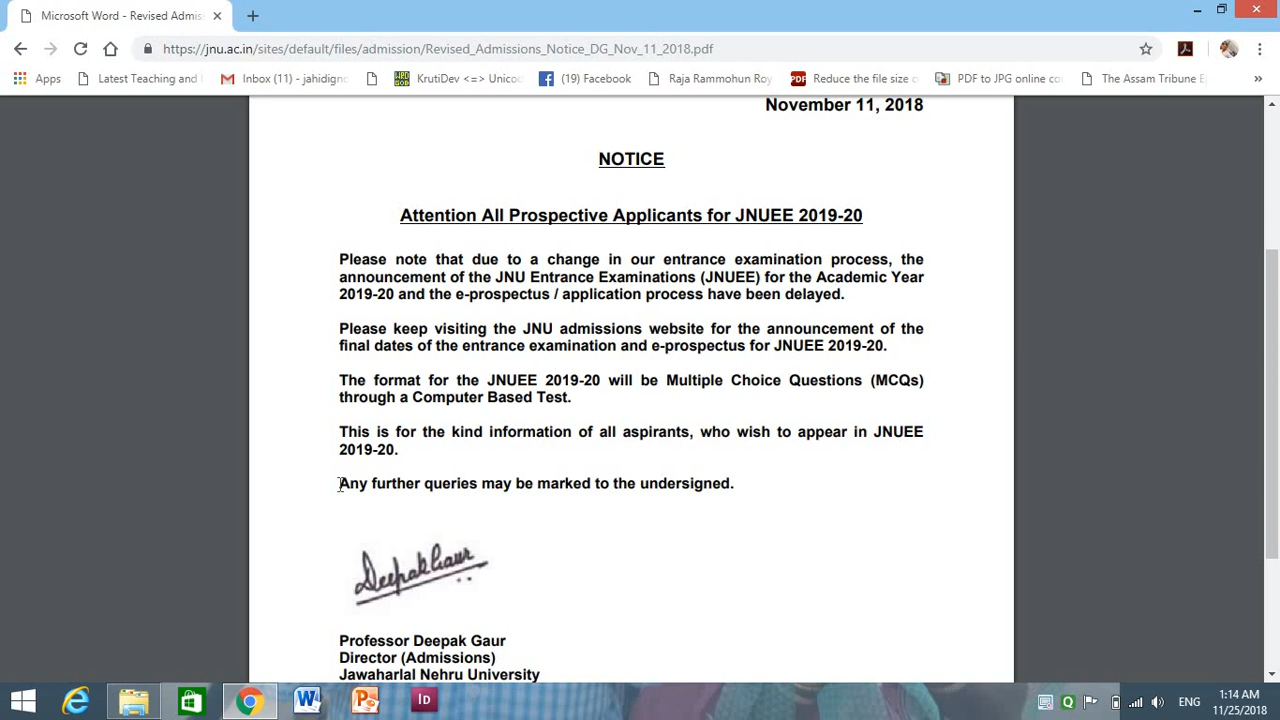 Microsoft Word - Revised Admis
https://jnu.ac.in/sites/default/files/admission/Revised_Admissions_Notice_DG_Nov_11_2018.pdf
Apps Latest Teaching and Inbox (11) - jahidign KrutiDev <=> Unico (19) Facebook Raja Rammohun Roy PDF Reduce the file size o PDF to JPG online co The Assam Tribune E »
November 11, 2018
NOTICE
Attention All Prospective Applicants for JNUEE 2019-20
Please note that due to a change in our entrance examination process, the
announcement of the JNU Entrance Examinations (JNUEE) for the Academic Year
2019-20 and the e-prospectus / application process have been delayed.
Please keep visiting the JNU admissions website for the announcement of the
final dates of the entrance examination and e-prospectus for JNUEE 2019-20.
The format for the JNUEE 2019-20 will be Multiple Choice Questions (MCQs)
through a Computer Based Test.
This is for the kind information of all aspirants, who wish to appear in JNUEE
2019-20.
Any further queries may be marked to the undersigned.
Deepak Gaur
Professor Deepak Gaur
Director (Admissions)
Jawaharlal Nehru University
ENG
1:14 AM
11/25/2018